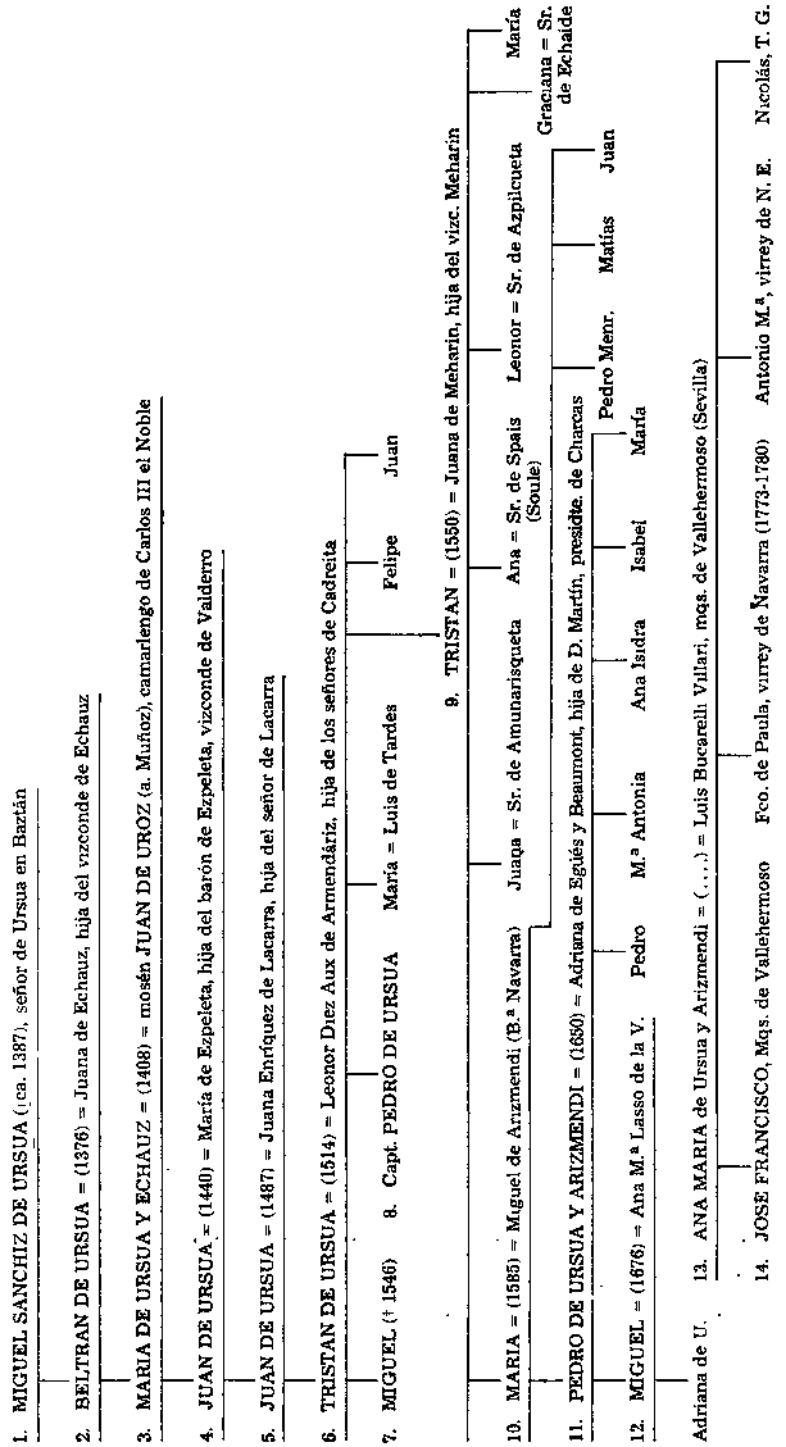 1. MIGUEL SANCHIZ DE URSUA (¡ca. 1387), señor de Ursua en Baztán
2. BELTRAN DE URSUA = (1376) = Juana de Echauz, hija del vizconde de Echauz
3. MARIA DE URSUA Y ECHAUZ = (1408) = mosén JUAN DE UROZ (a. Muñoz), camarlengo de Carlos III el Noble
4. JUAN DE URSUA = (1440) = María de Ezpeleta, hija del barón de Ezpeleta, vizconde de Valderro
5. JUAN DE URSUA = (1487) = Juana Enríquez de Lacarra, hija del señor de Lacarra
6. TRISTAN DE URSUA = (1514) = Leonor Diez Aux de Armendáriz, hija de los señores de Cadreita
7. MIGUEL († 1546) 8. Capt. PEDRO DE URSUA María = Luis de Tardes Felipe Juan
9. TRISTAN = (1550) = Juana de Meharin, hija del vizc. Meharin
10. MARIA = (1585) = Miguel de Arizmendi (B.ª Navarra) Juana = Sr. de Amunarisqueta Ana = Sr. de Spais Leonor = Sr. de Azpilcueta María
(Soule)
Graciana = Sr.
de Echaide
11. PEDRO DE URSUA Y ARIZMENDI = (1650) = Adriana de Egüés y Beaumont, hija de D. Martín, presidte. de Charcas
Pedro Menr. Matías Juan
12. MIGUEL = (1676) = Ana M.ª Lasso de la V. Pedro M.ª Antonia Ana Isidra Isabel María
Adriana de U. 13. ANA MARIA de Ursua y Arizmendi = (....) = Luis Bucarelli Villari, mqs. de Vallehermoso (Sevilla)
14. JOSE FRANCISCO, Mqs. de Vallehermoso Fco. de Paula, virrey de Navarra (1773-1780) Antonio M.ª, virrey de N. E. Nicolás, T. G.